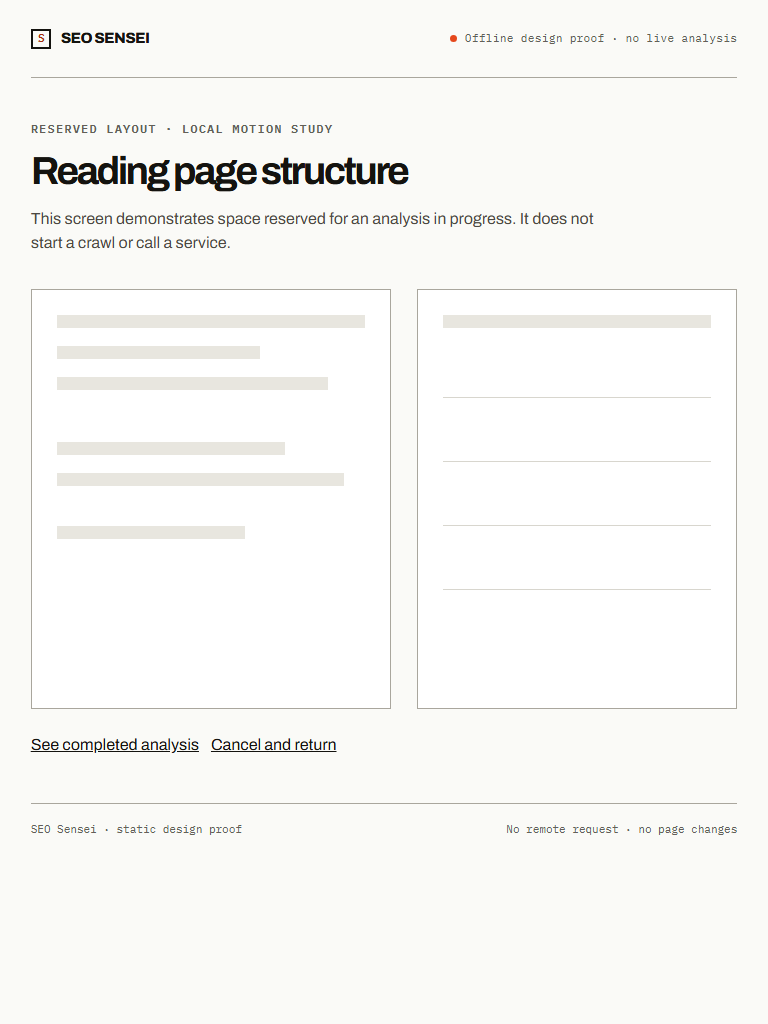 S SEO SENSEI
Offline design proof · no live analysis
RESERVED LAYOUT · LOCAL MOTION STUDY
Reading page structure
This screen demonstrates space reserved for an analysis in progress. It does not
start a crawl or call a service.
See completed analysis Cancel and return
SEO Sensei · static design proof
No remote request · no page changes